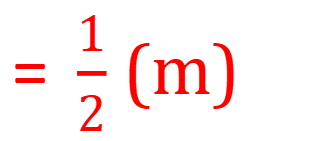 = 1/2 (m)